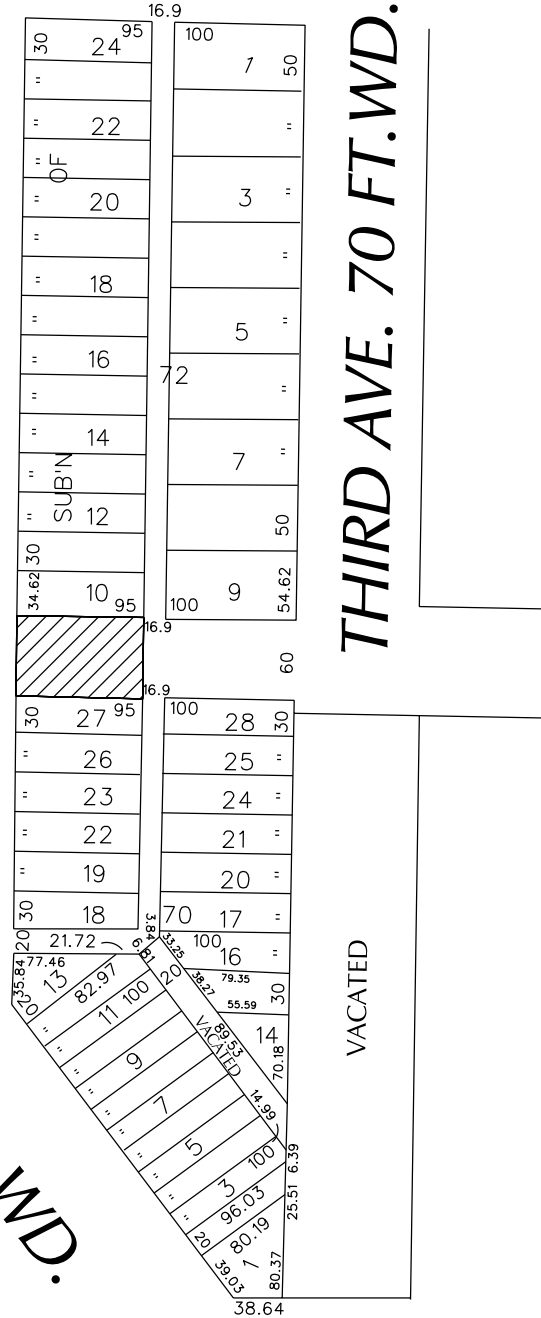 16.9
30 24 95 100 1 50
" 
" 22 "
" OF
" 20 3 "
"
" 18 "
"
" 16 5 "
72
" "
" 14
" SUB'N 7 "
" 12 50
30
34.62 10 95 100 9 54.62
16.9
60
16.9
30 27 95 100 28 30
" 26 25 "
" 23 24 "
" 22 21 "
" 19 20 "
30 18 3.84 70 17 "
20 21.72 6.81 33.25 100 16
35.84 77.46 13 82.97 20 38.27 79.35
20 11 100 55.59 30
" VACATED 89.53 14 70.18
" 9
"
" 7 14.99
"
" 5 100 6.39
"
" 3 96.03 25.51
20 80.19
39.03 1 80.37
38.64
THIRD AVE. 70 FT.WD.
VACATED
WD.